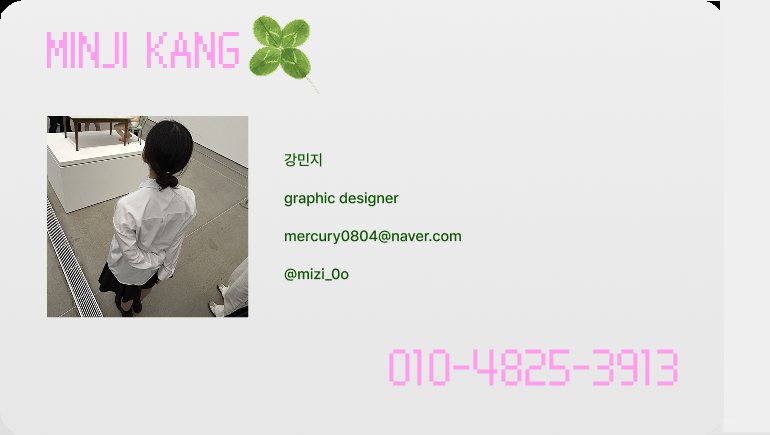 MINJI KANG
강민지
graphic designer
mercury0804@naver.com
@mizi_0o
010-4825-3913